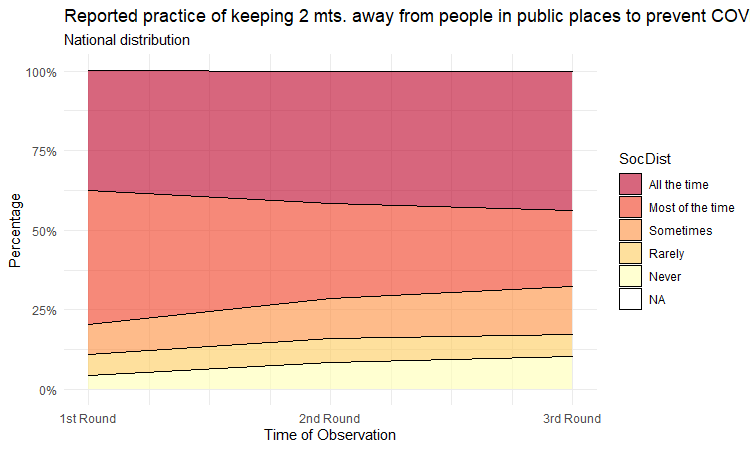 Reported practice of keeping 2 mts. away from people in public places to prevent COV
National distribution
100%
75%
50%
25%
0%
Percentage
1st Round
2nd Round
3rd Round
Time of Observation
SocDist
All the time
Most of the time
Sometimes
Rarely
Never
NA